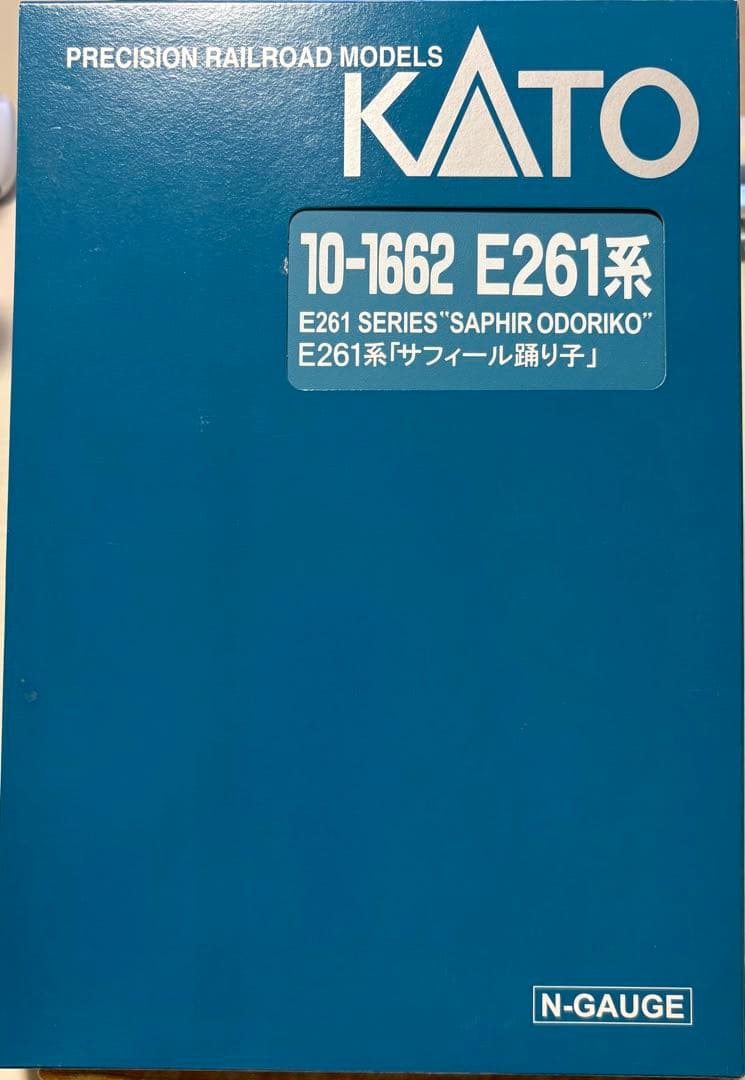 PRECISION RAILROAD MODELS
KATO
10-1662 E261系
E261 SERIES "SAPHIR ODORIKO"
E261系「サフィール踊り子」
N-GAUGE